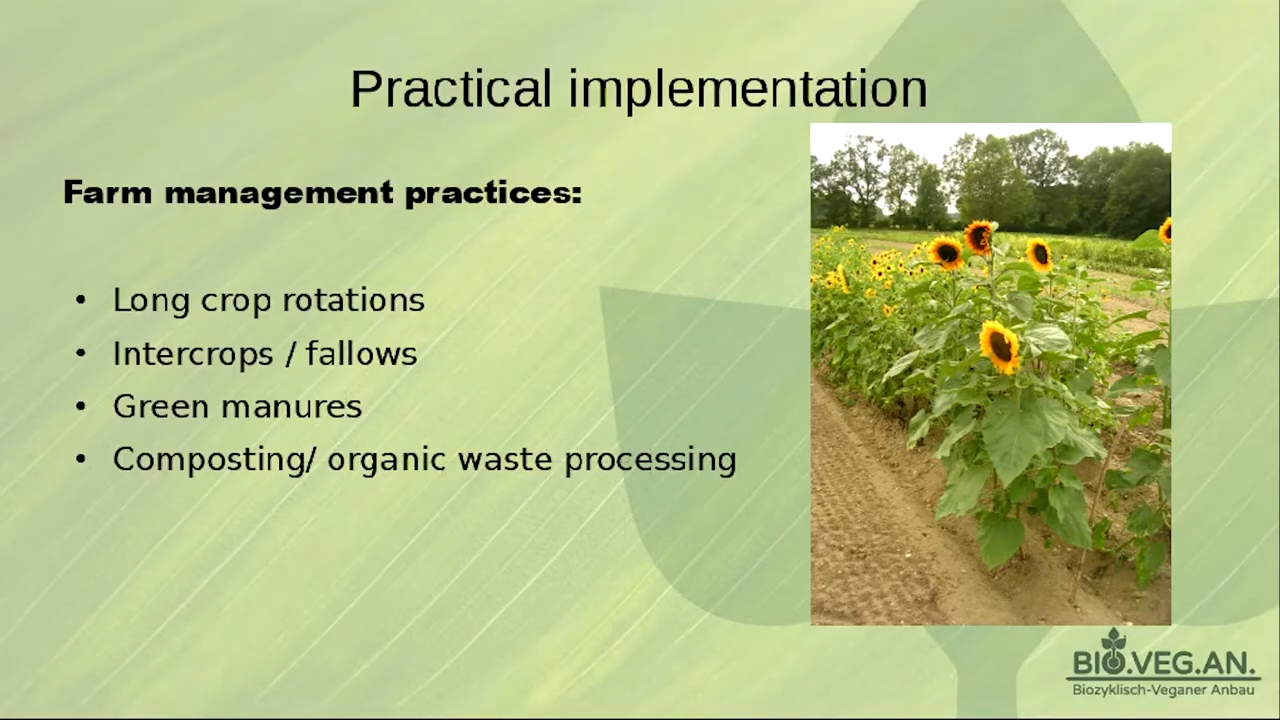 Practical implementation
Farm management practices:
• Long crop rotations
• Intercrops / fallows
• Green manures
• Composting/ organic waste processing
BIO.VEG.AN.
Biozyklisch-Veganer Anbau